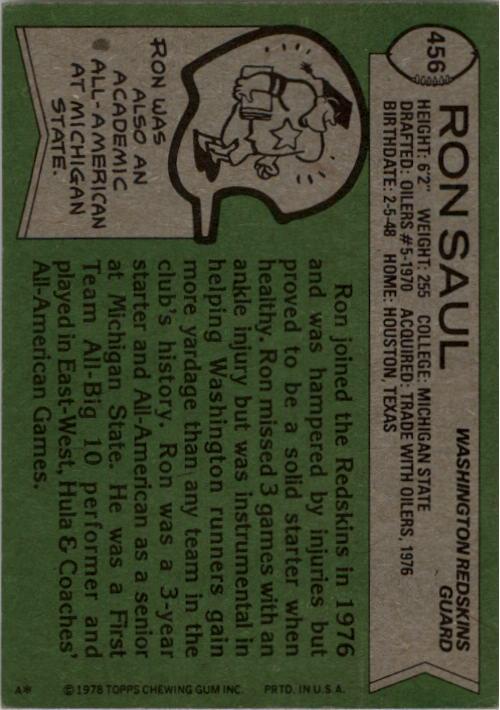 456
RON SAUL
WASHINGTON REDSKINS
GUARD
HEIGHT: 6'2" WEIGHT: 255 COLLEGE: MICHIGAN STATE
DRAFTED: OILERS #5-1970 ACQUIRED: TRADE WITH OILERS, 1976
BIRTHDATE: 2-5-48 HOME: HOUSTON, TEXAS
RON WAS
ALSO AN
ACADEMIC
ALL-AMERICAN
AT MICHIGAN
STATE.
Ron joined the Redskins in 1976
and was hampered by injuries but
proved to be a solid starter when
healthy. Ron missed 3 games with an
ankle injury but was instrumental in
helping Washington runners gain
more yardage than any team in the
club's history. Ron was a 3-year
starter and All-American as a senior
at Michigan State. He was a First
Team All-Big 10 performer and
played in East-West, Hula & Coaches'
All-American Games.
A* © 1978 TOPPS CHEWING GUM INC. PRTD. IN U.S.A.